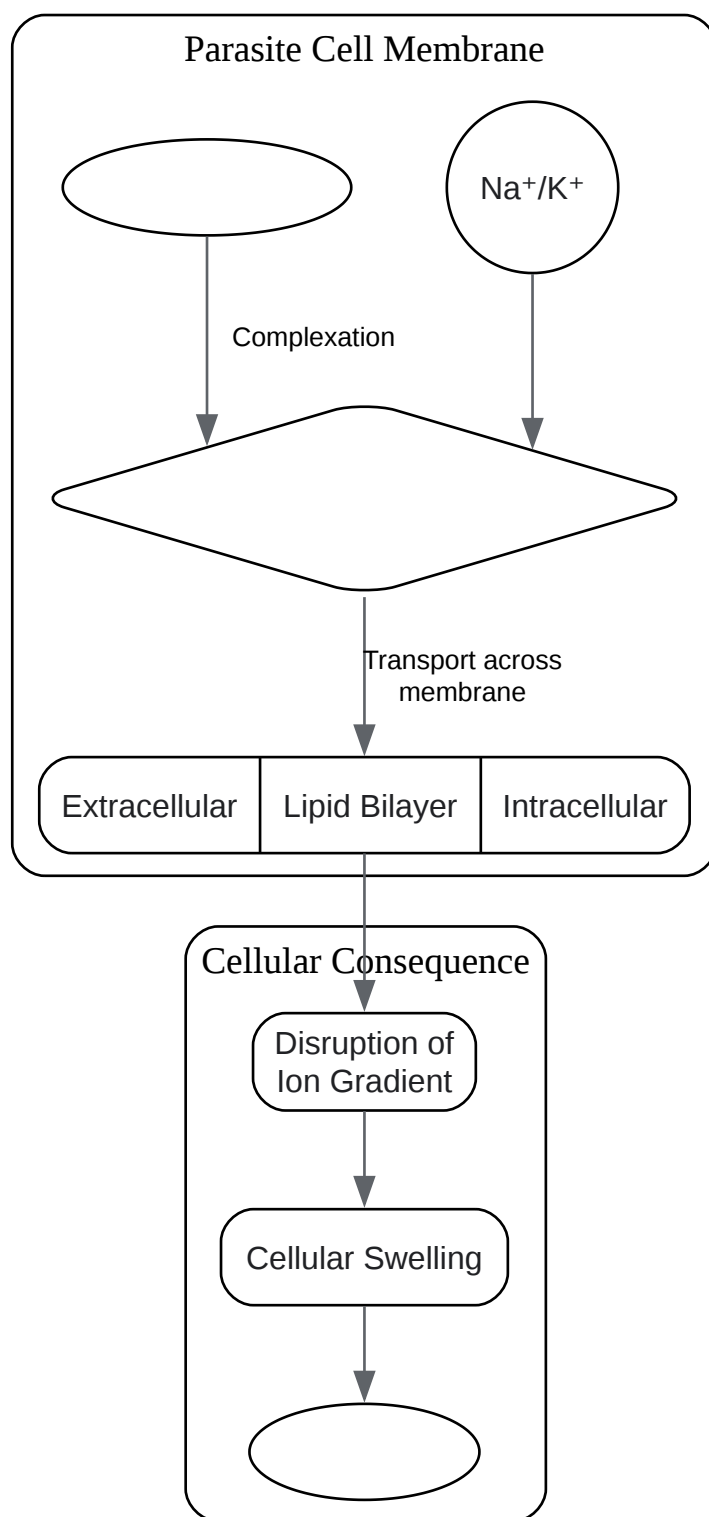 Parasite Cell Membrane
Na⁺/K⁺
Complexation
Transport across
membrane
Extracellular
Lipid Bilayer
Intracellular
Cellular Consequence
Disruption of
Ion Gradient
Cellular Swelling